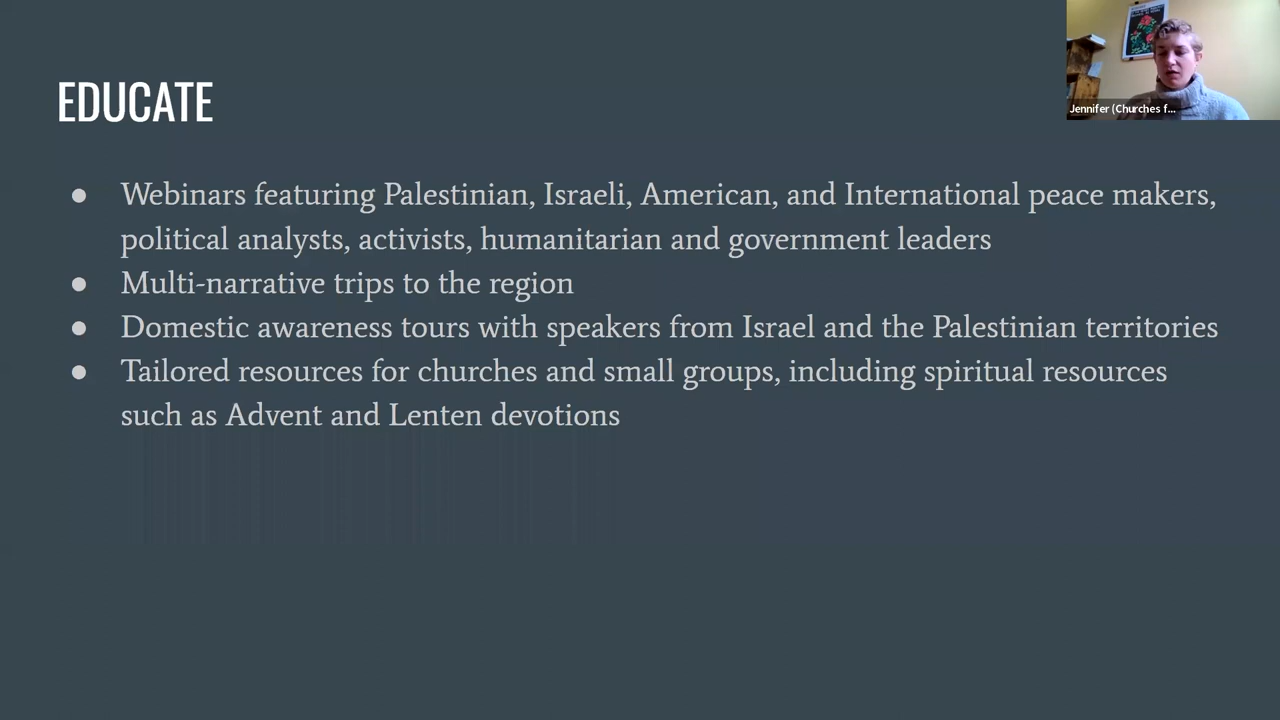 EDUCATE
Jennifer (Churches f...
● Webinars featuring Palestinian, Israeli, American, and International peace makers,
political analysts, activists, humanitarian and government leaders
● Multi-narrative trips to the region
● Domestic awareness tours with speakers from Israel and the Palestinian territories
● Tailored resources for churches and small groups, including spiritual resources
such as Advent and Lenten devotions